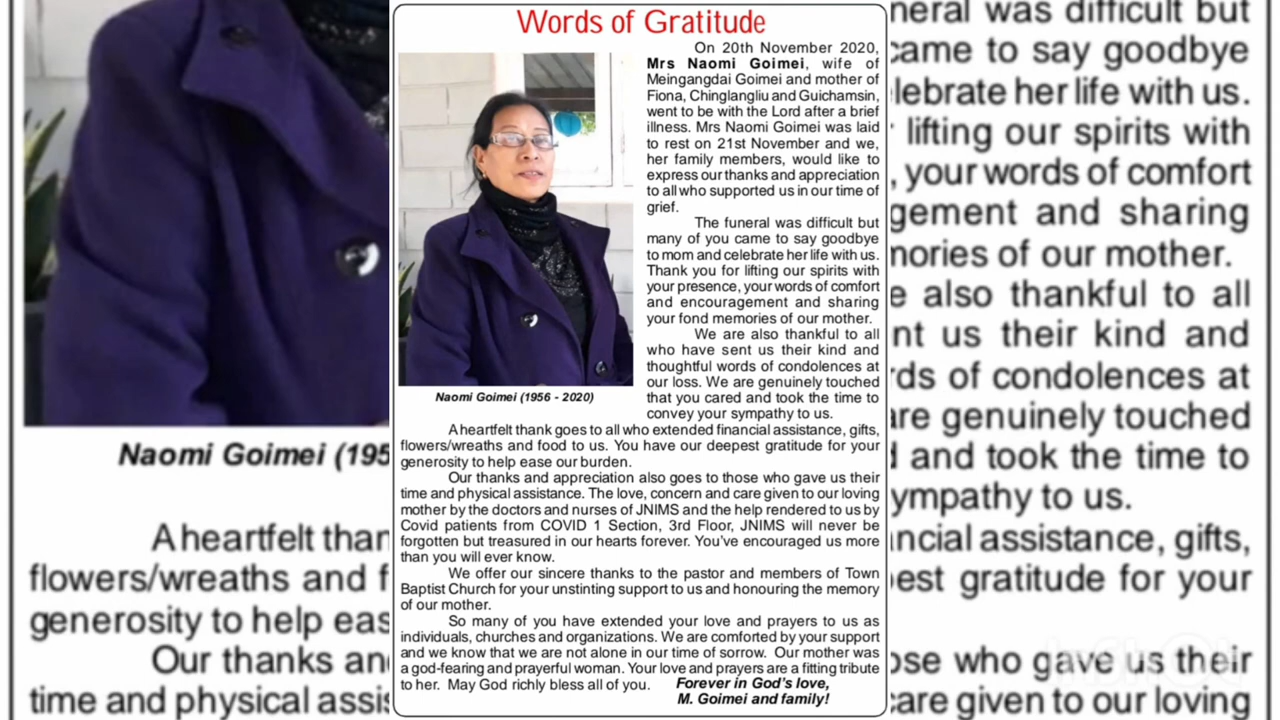 Words of Gratitude
On 20th November 2020,
Mrs Naomi Goimei, wife of
Meingangdai Goimei and mother of
Fiona, Chinglangliu and Guichamsin,
went to be with the Lord after a brief
illness. Mrs Naomi Goimei was laid
to rest on 21st November and we,
her family members, would like to
express our thanks and appreciation
to all who supported us in our time of
grief.
The funeral was difficult but
many of you came to say goodbye
to mom and celebrate her life with us.
Thank you for lifting our spirits with
your presence, your words of comfort
and encouragement and sharing
your fond memories of our mother.
We are also thankful to all
who have sent us their kind and
thoughtful words of condolences at
our loss. We are genuinely touched
that you cared and took the time to
convey your sympathy to us.
Naomi Goimei (1956 - 2020)
A heartfelt thank goes to all who extended financial assistance, gifts,
flowers/wreaths and food to us. You have our deepest gratitude for your
generosity to help ease our burden.
Our thanks and appreciation also goes to those who gave us their
time and physical assistance. The love, concern and care given to our loving
mother by the doctors and nurses of JNIMS and the help rendered to us by
Covid patients from COVID 1 Section, 3rd Floor, JNIMS will never be
forgotten but treasured in our hearts forever. You've encouraged us more
than you will ever know.
We offer our sincere thanks to the pastor and members of Town
Baptist Church for your unstinting support to us and honouring the memory
of our mother.
So many of you have extended your love and prayers to us as
individuals, churches and organizations. We are comforted by your support
and we know that we are not alone in our time of sorrow. Our mother was
a god-fearing and prayerful woman. Your love and prayers are a fitting tribute
to her. May God richly bless all of you.
Forever in God's love,
M. Goimei and family!
Naomi Goimei (195
A heartfelt than
flowers/wreaths and f
generosity to help eas
Our thanks an
time and physical assis
neral was difficult but
came to say goodbye
lebrate her life with us.
lifting our spirits with
, your words of comfort
gement and sharing
nories of our mother.
e also thankful to all
nt us their kind and
rds of condolences at
are genuinely touched
d and took the time to
ympathy to us.
ncial assistance, gifts,
est gratitude for your
ose who gave us their
care given to our loving